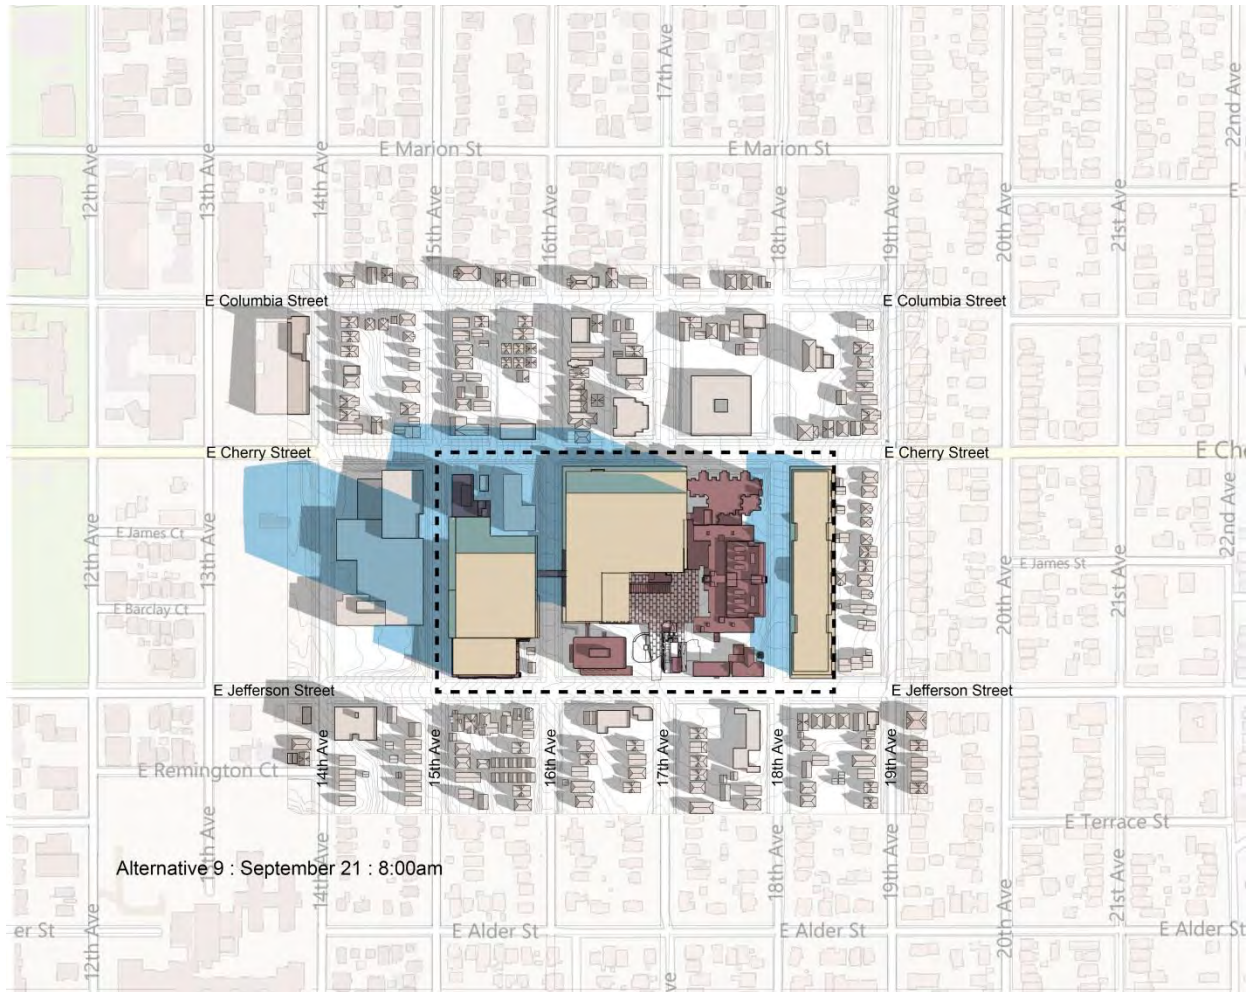 17th Ave
22nd Ave
E Marion St
E Marion St
12th Ave
13th Ave
14th Ave
15th Ave
16th Ave
18th Ave
19th Ave
20th Ave
21st Ave
E
E Columbia Street
E Columbia Street
E Cherry Street
E Cherry Street
E Che
12th Ave
13th Ave
E James Ct
E James St
20th Ave
21st Ave
22nd Ave
E Barclay Ct
E Jefferson Street
E Jefferson Street
14th Ave
15th Ave
16th Ave
17th Ave
18th Ave
19th Ave
E Remington Ct
E Terrace St
14th Ave
18th Ave
19th Ave
Alternative 9 : September 21 : 8:00am
12th Ave
20th Ave
21st Ave
er St
E Alder St
E Alder St
E Alder St
ve